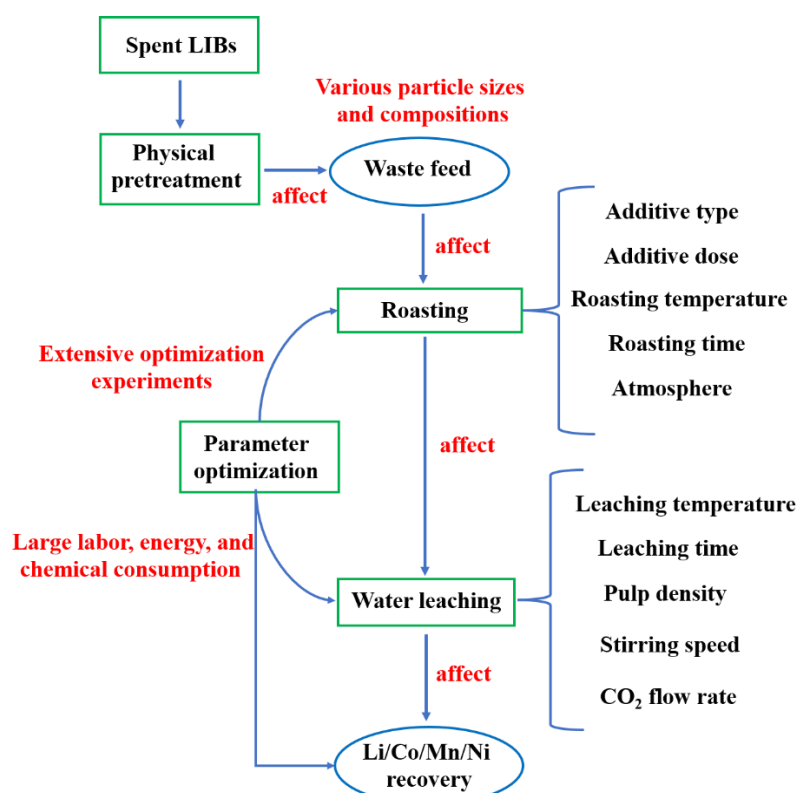 Spent LIBs
Various particle sizes
and compositions
Physical
pretreatment
affect
Waste feed
affect
Roasting
Additive type
Additive dose
Roasting temperature
Roasting time
Atmosphere
Extensive optimization
experiments
Parameter
optimization
affect
Large labor, energy, and
chemical consumption
Water leaching
Leaching temperature
Leaching time
Pulp density
Stirring speed
CO₂ flow rate
affect
Li/Co/Mn/Ni
recovery